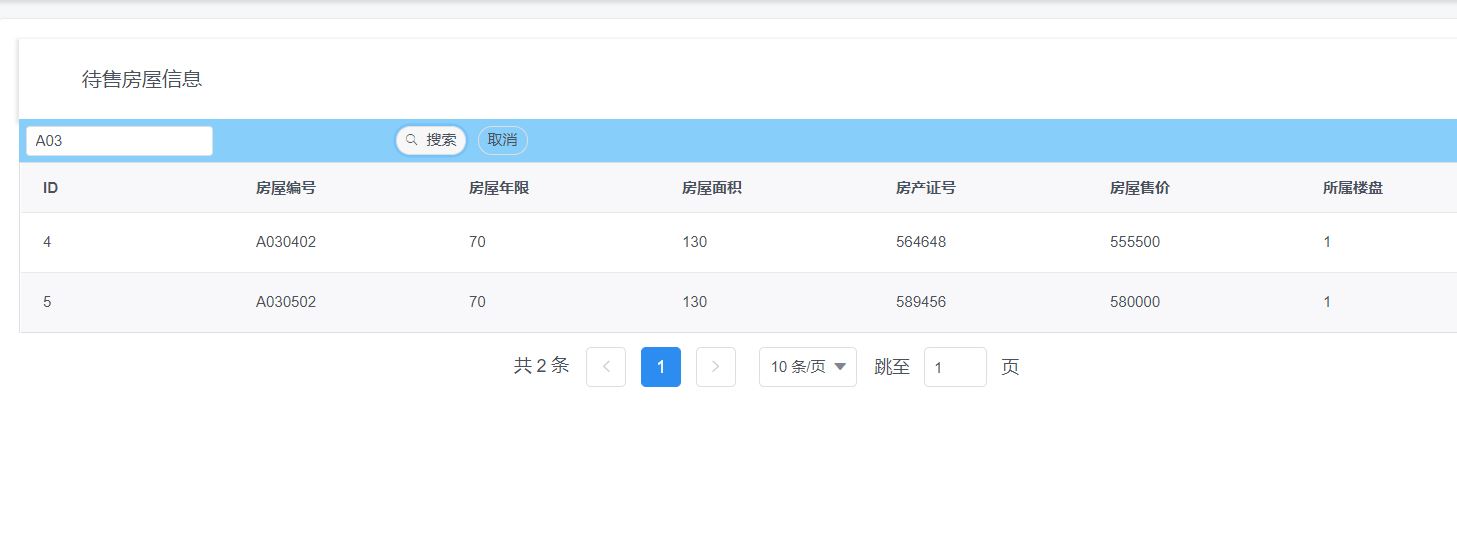 待售房屋信息
A03 搜索 取消
ID 房屋编号 房屋年限 房屋面积 房产证号 房屋售价 所属楼盘
4 A030402 70 130 564648 555500 1
5 A030502 70 130 589456 580000 1
共 2 条 1 10 条/页 跳至 1 页